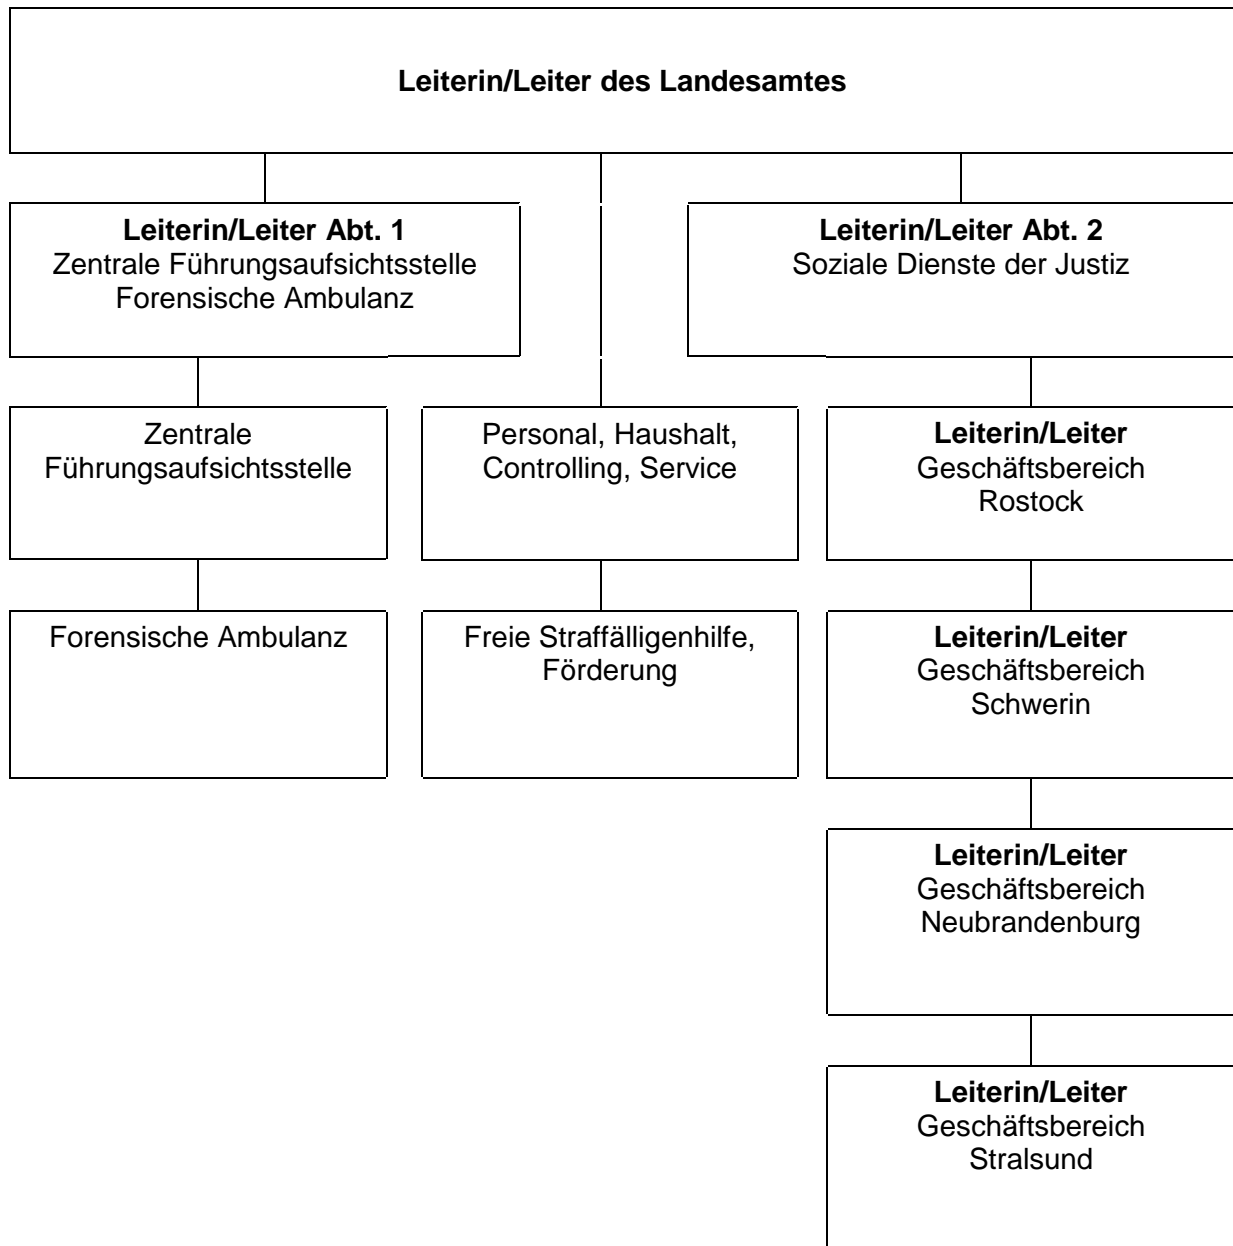 Leiterin/Leiter des Landesamtes
Leiterin/Leiter Abt. 1
Zentrale Führungsaufsichtsstelle
Forensische Ambulanz
Leiterin/Leiter Abt. 2
Soziale Dienste der Justiz
Zentrale
Führungsaufsichtsstelle
Personal, Haushalt,
Controlling, Service
Leiterin/Leiter
Geschäftsbereich
Rostock
Forensische Ambulanz
Freie Straffälligenhilfe,
Förderung
Leiterin/Leiter
Geschäftsbereich
Schwerin
Leiterin/Leiter
Geschäftsbereich
Neubrandenburg
Leiterin/Leiter
Geschäftsbereich
Stralsund